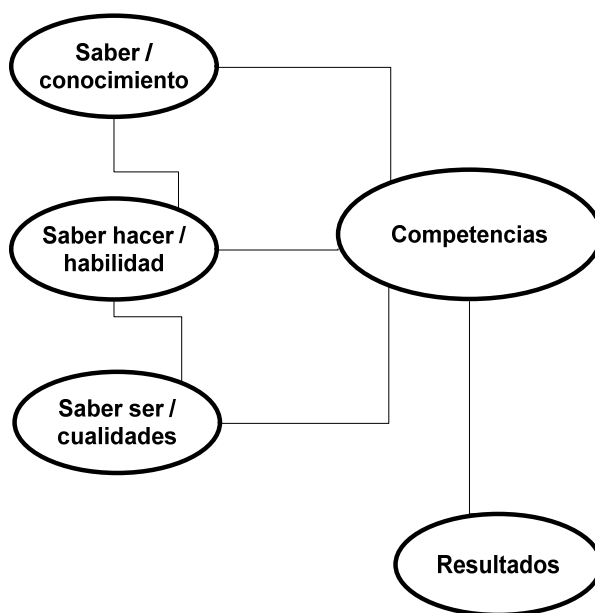 Saber /
conocimiento
Saber hacer /
habilidad
Competencias
Saber ser /
cualidades
Resultados